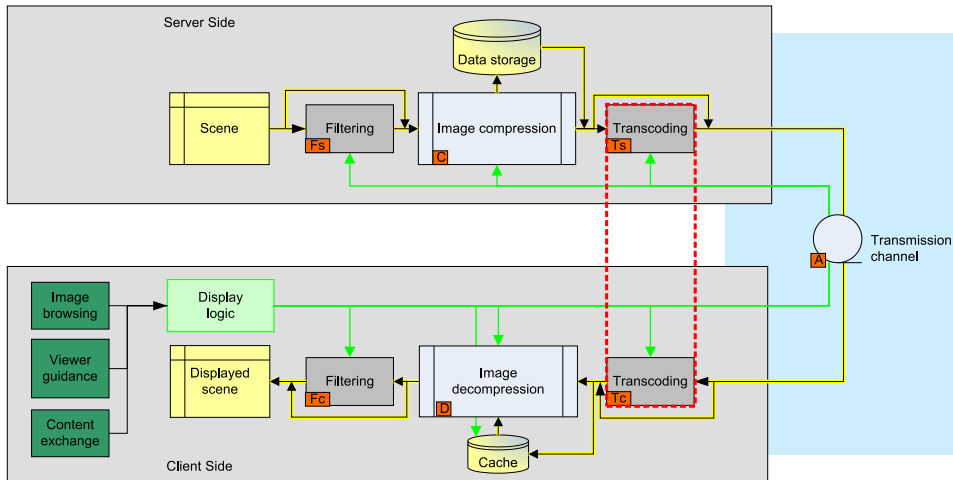 Server Side
Data storage
Scene
Filtering
Fs
Image compression
C
Transcoding
Ts
Transmission
channel
A
Image
browsing
Display
logic
Viewer
guidance
Displayed
scene
Filtering
Fc
Image
decompression
D
Transcoding
Tc
Content
exchange
Cache
Client Side